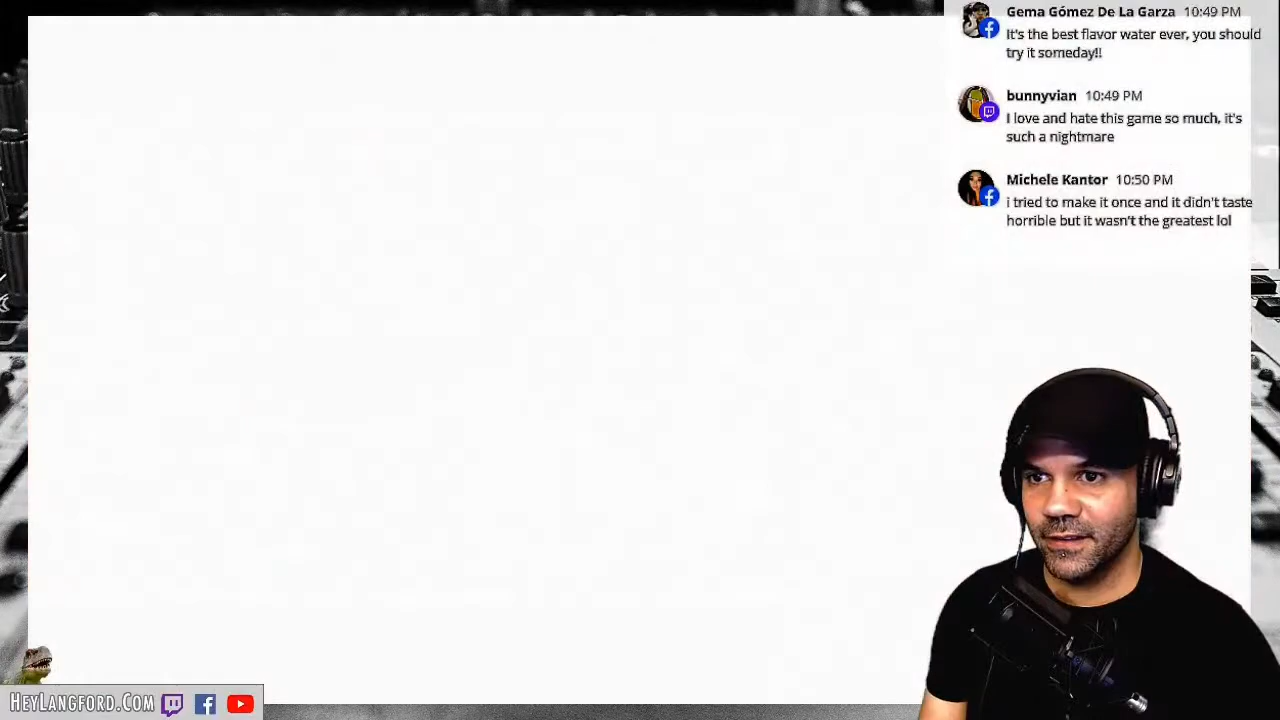 Gema Gómez De La Garza 10:49 PM
It's the best flavor water ever, you should
try it someday!!
bunnyvian 10:49 PM
I love and hate this game so much, it's
such a nightmare
Michele Kantor 10:50 PM
i tried to make it once and it didn't taste
horrible but it wasn't the greatest lol
HeyLangford.Com